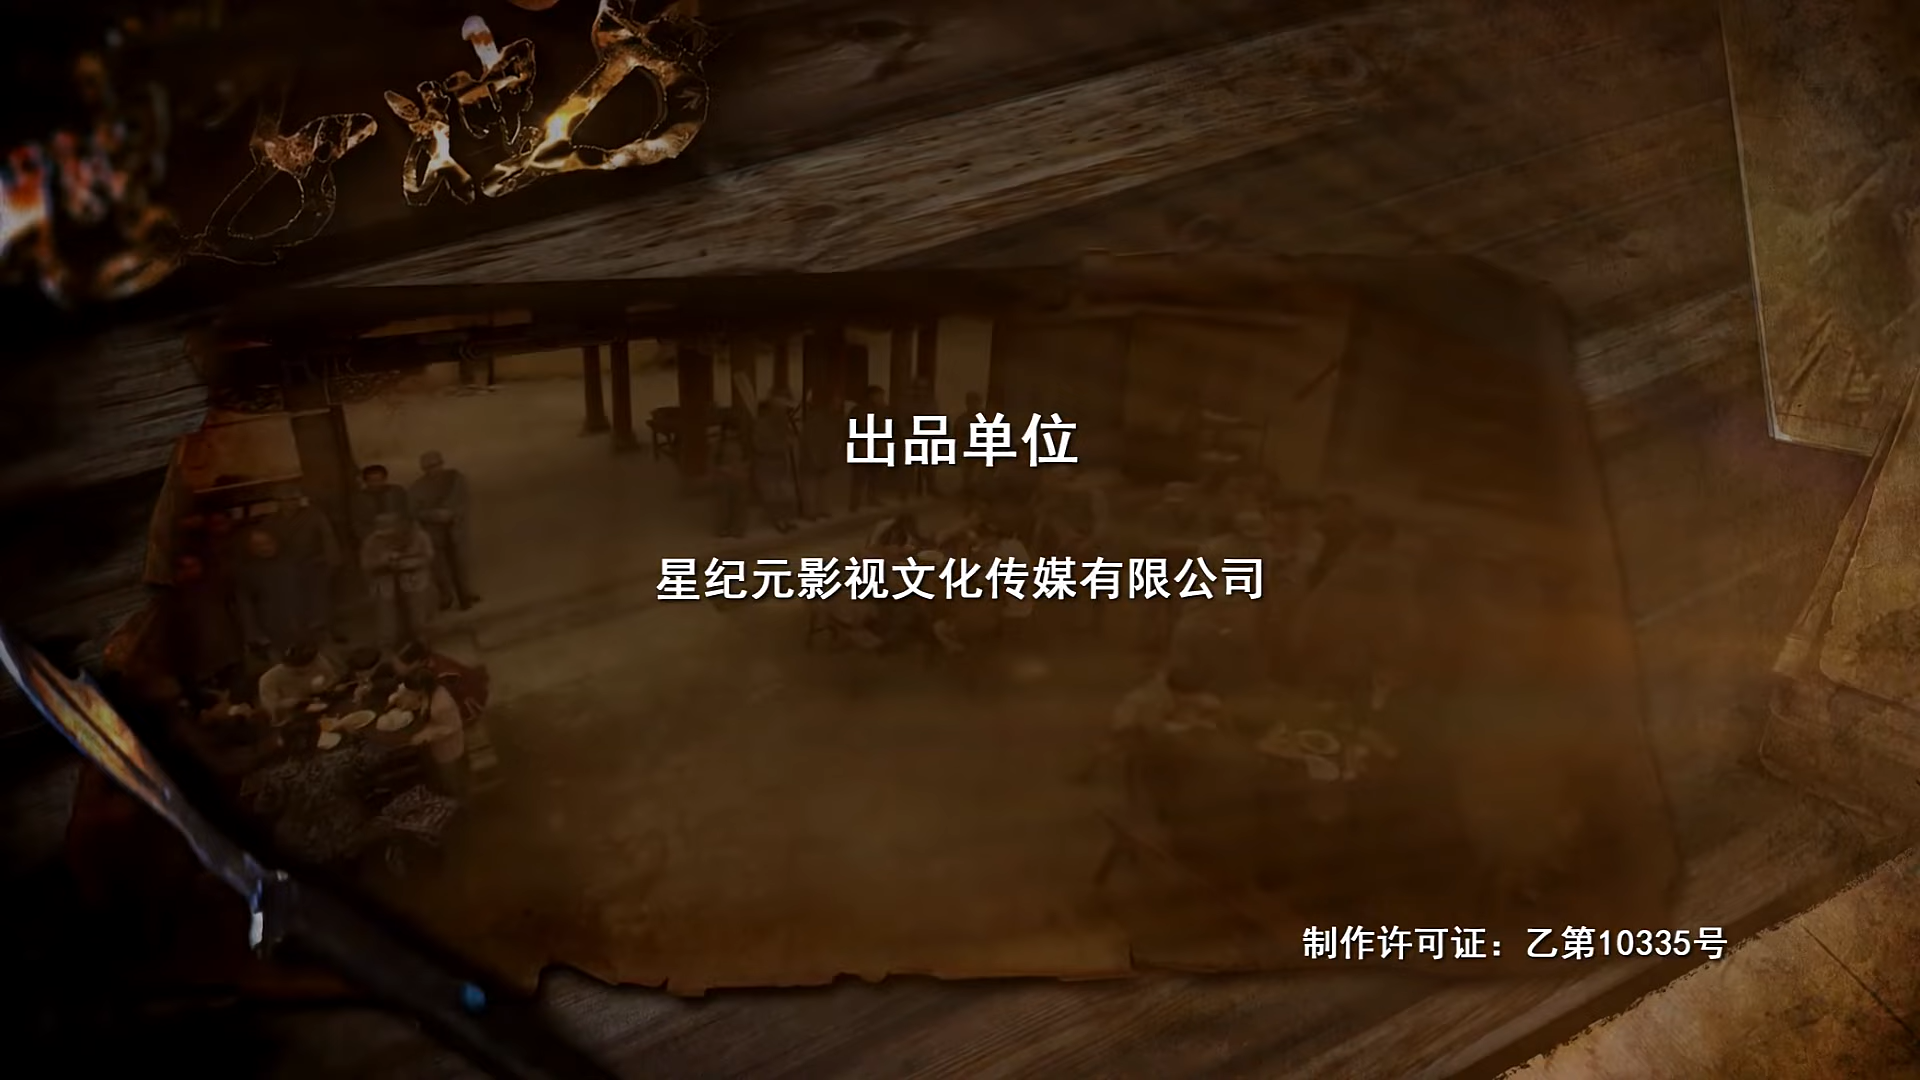 出品单位
星纪元影视文化传媒有限公司
制作许可证：乙第10335号